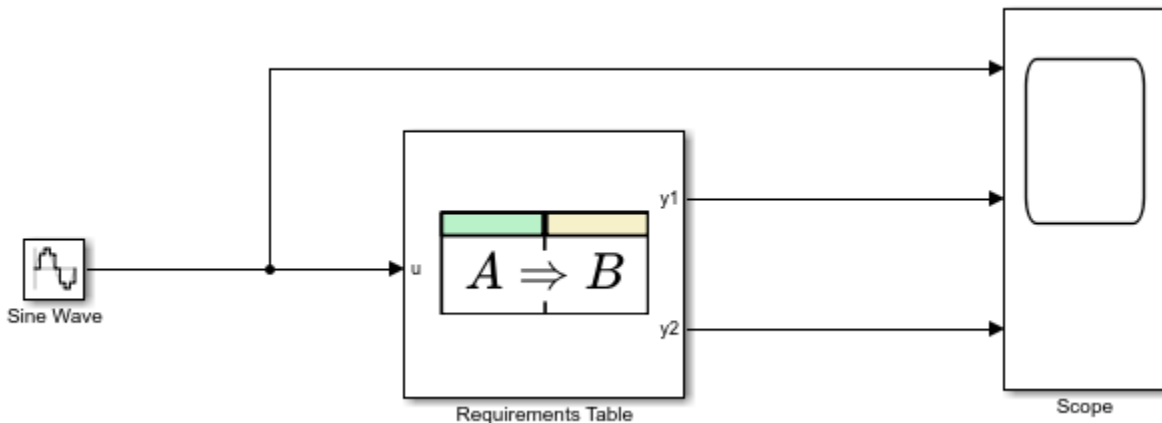 y1
u
A ⇒ B
Sine Wave
y2
Requirements Table
Scope